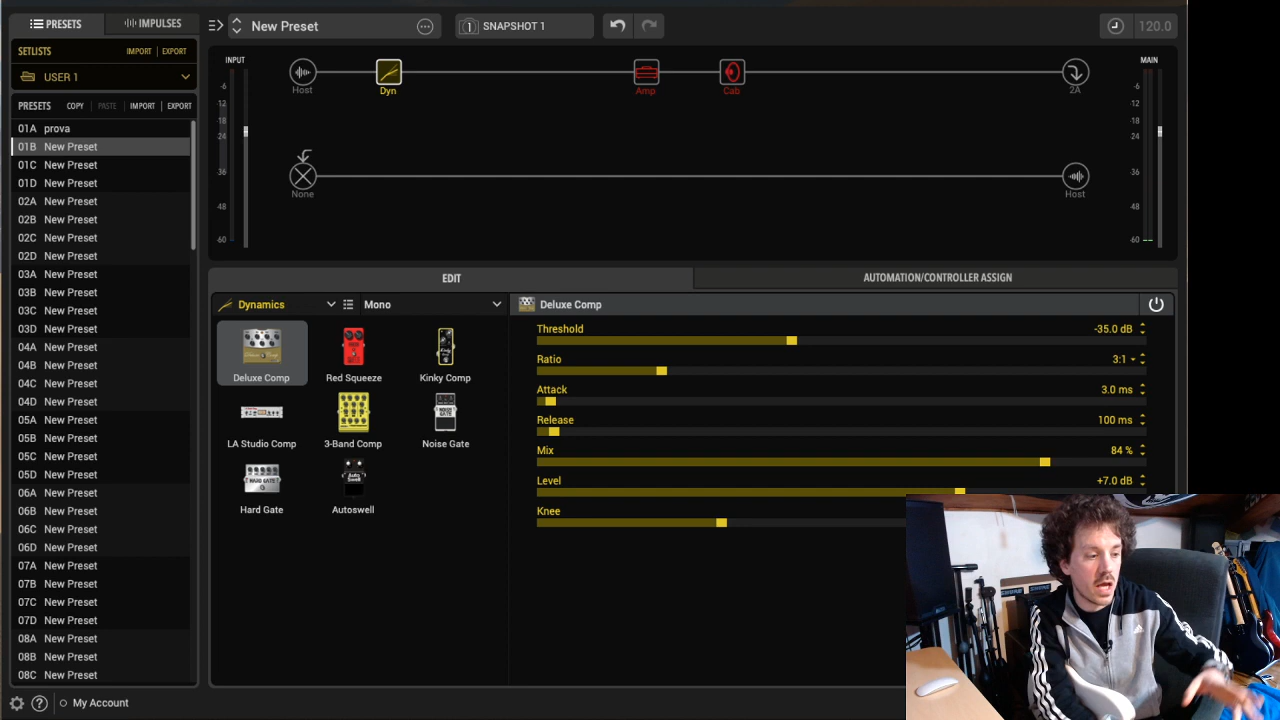 PRESETS
IMPULSES
New Preset
1
SNAPSHOT 1
120.0
SETLISTS
IMPORT
EXPORT
USER 1
PRESETS
COPY
PASTE
IMPORT
EXPORT
01A prova
01B New Preset
01C New Preset
01D New Preset
02A New Preset
02B New Preset
02C New Preset
02D New Preset
03A New Preset
03B New Preset
03C New Preset
03D New Preset
04A New Preset
04B New Preset
04C New Preset
04D New Preset
05A New Preset
05B New Preset
05C New Preset
05D New Preset
06A New Preset
06B New Preset
06C New Preset
06D New Preset
07A New Preset
07B New Preset
07C New Preset
07D New Preset
08A New Preset
08B New Preset
08C New Preset
My Account
INPUT
-6
-12
-18
-24
-36
-48
-60
Host
Dyn
Amp
Cab
2A
None
Host
MAIN
-6
-12
-18
-24
-36
-48
-60
EDIT
AUTOMATION/CONTROLLER ASSIGN
Dynamics
Mono
Deluxe Comp
Red Squeeze
Kinky Comp
LA Studio Comp
3-Band Comp
Noise Gate
Hard Gate
Autoswell
Deluxe Comp
Threshold -35.0 dB
Ratio 3:1
Attack 3.0 ms
Release 100 ms
Mix 84 %
Level +7.0 dB
Knee